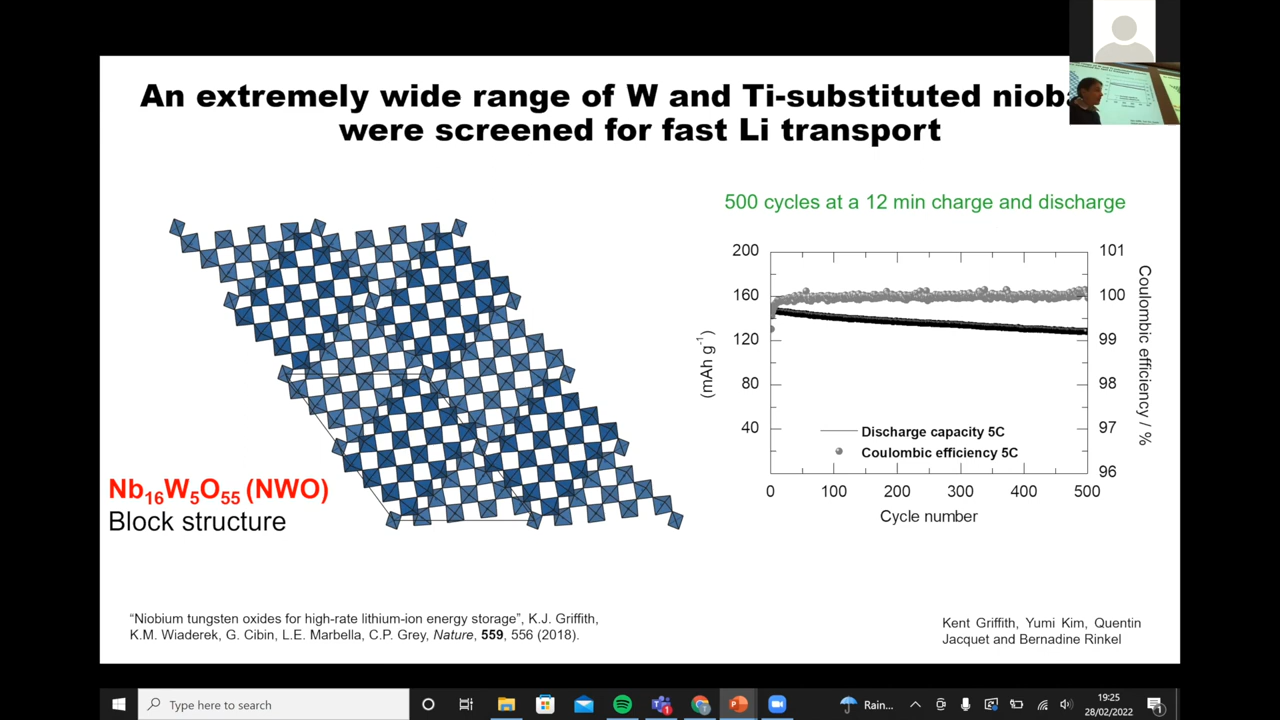 An extremely wide range of W and Ti-substituted
were screened for fast Li transport
500 cycles at a 12 min charge and discharge
200
160
120
80
40
(mAh g⁻¹)
101
100
99
98
97
96
Coulombic efficiency / %
Discharge capacity 5C
Coulombic efficiency 5C
0 100 200 300 400 500
Cycle number
Nb₁₆W₅O₅₅ (NWO)
Block structure
“Niobium tungsten oxides for high-rate lithium-ion energy storage”, K.J. Griffith,
K.M. Wiaderek, G. Cibin, L.E. Marbella, C.P. Grey, Nature, 559, 556 (2018).
Kent Griffith, Yumi Kim, Quentin
Jacquet and Bernadine Rinkel
Type here to search
1
Rain...
19:25
28/02/2022
1